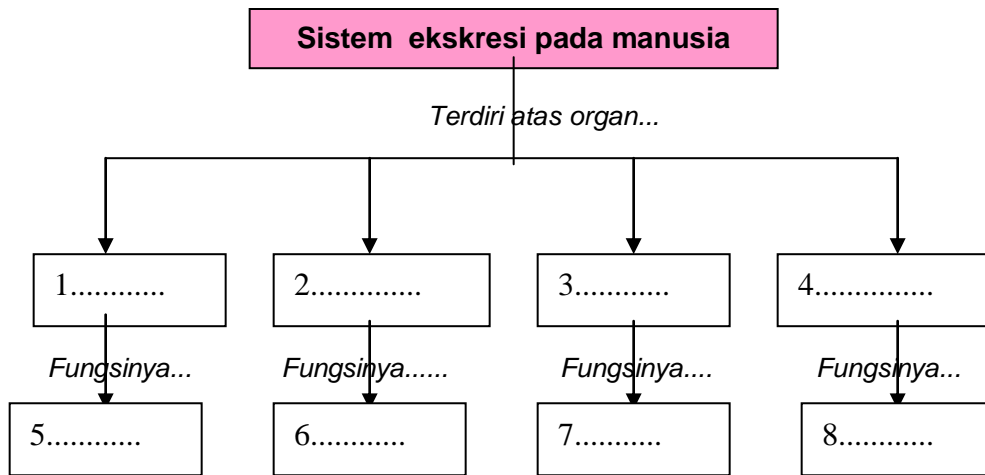 Sistem ekskresi pada manusia
Terdiri atas organ...
1............
2..............
3............
4...............
Fungsinya...
Fungsinya......
Fungsinya....
Fungsinya...
5............
6............
7...........
8............